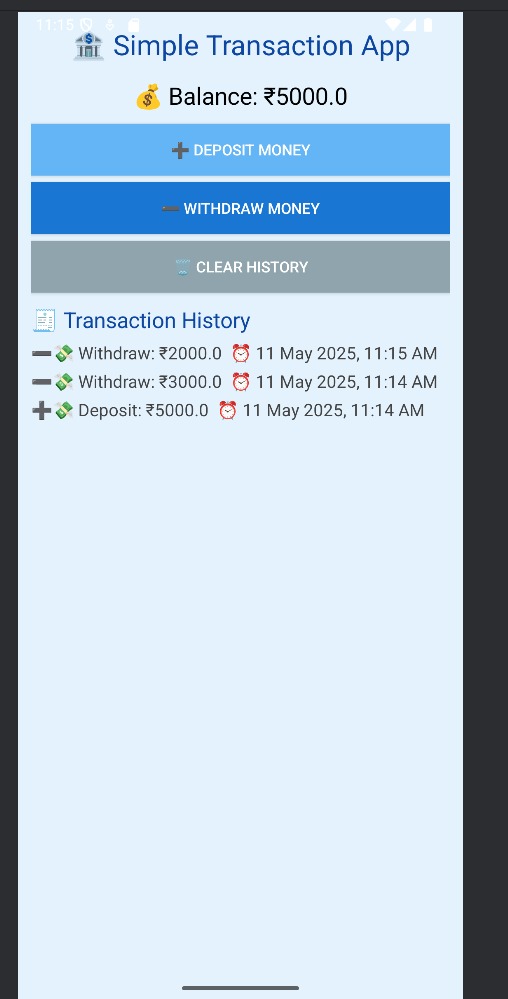 11:15
🏦 Simple Transaction App
💰 Balance: ₹5000.0
➕ DEPOSIT MONEY
➖ WITHDRAW MONEY
🗑️ CLEAR HISTORY
🧾 Transaction History
➖💸 Withdraw: ₹2000.0 ⏰ 11 May 2025, 11:15 AM
➖💸 Withdraw: ₹3000.0 ⏰ 11 May 2025, 11:14 AM
➕💸 Deposit: ₹5000.0 ⏰ 11 May 2025, 11:14 AM